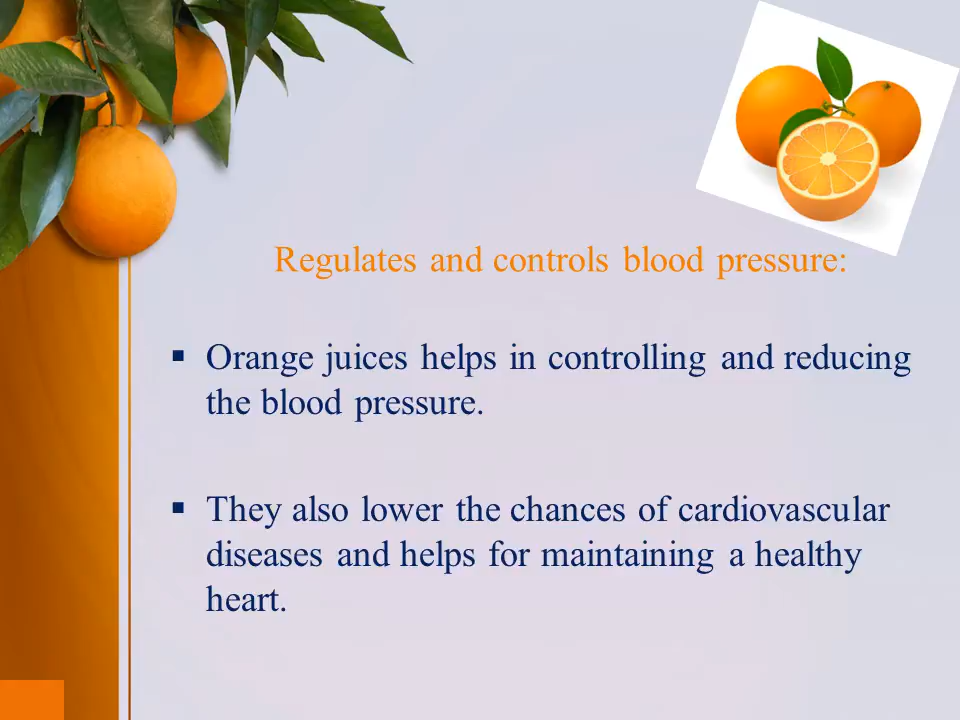 Regulates and controls blood pressure:
▪ Orange juices helps in controlling and reducing
the blood pressure.
▪ They also lower the chances of cardiovascular
diseases and helps for maintaining a healthy
heart.